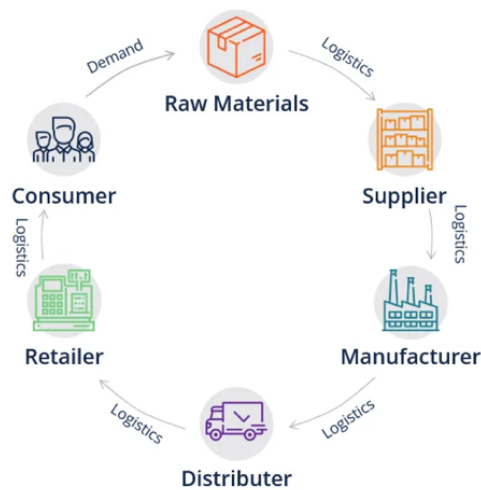 Demand
Logistics
Raw Materials
Consumer
Supplier
Logistics
Logistics
Retailer
Manufacturer
Logistics
Logistics
Distributer